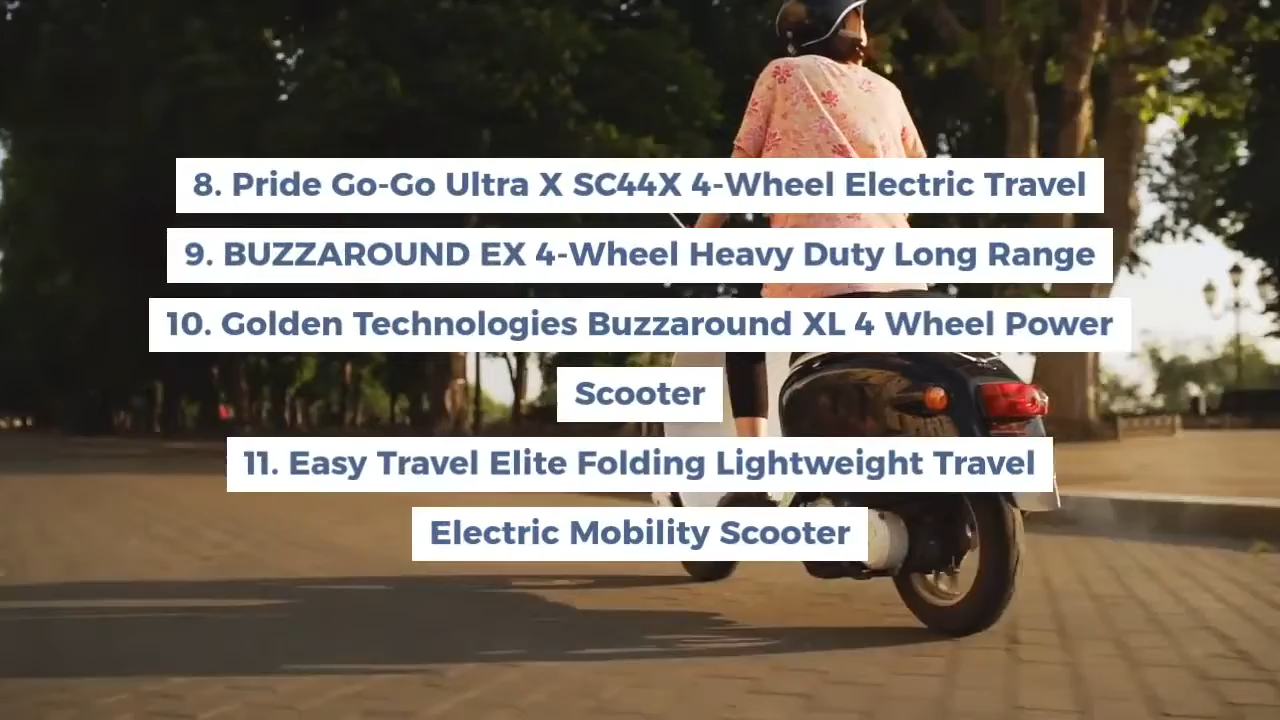 8. Pride Go-Go Ultra X SC44X 4-Wheel Electric Travel
9. BUZZAROUND EX 4-Wheel Heavy Duty Long Range
10. Golden Technologies Buzzaround XL 4 Wheel Power
Scooter
11. Easy Travel Elite Folding Lightweight Travel
Electric Mobility Scooter